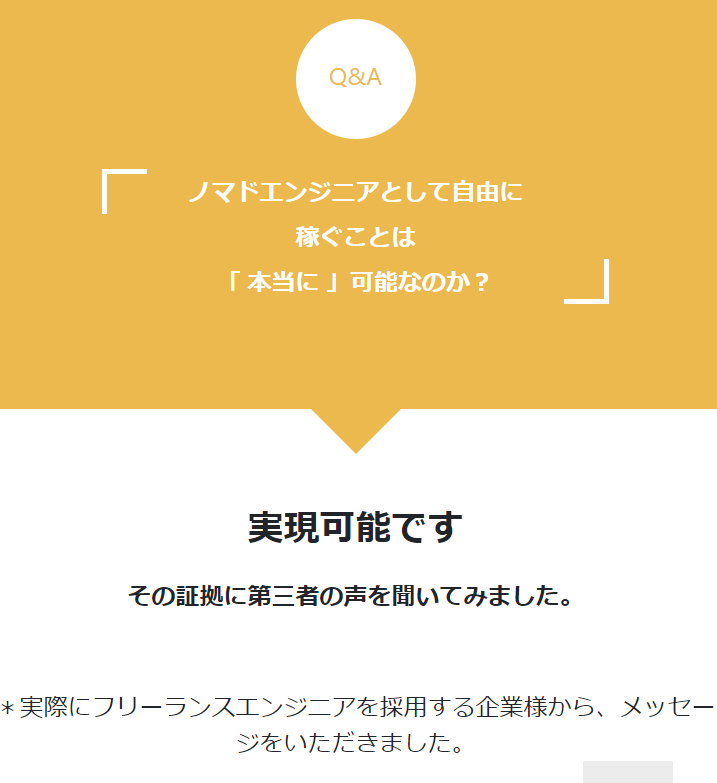 Q&A
ノマドエンジニアとして自由に
稼ぐことは
「 本当に 」可能なのか？
実現可能です
その証拠に第三者の声を聞いてみました。
＊実際にフリーランスエンジニアを採用する企業様から、メッセー
ジをいただきました。